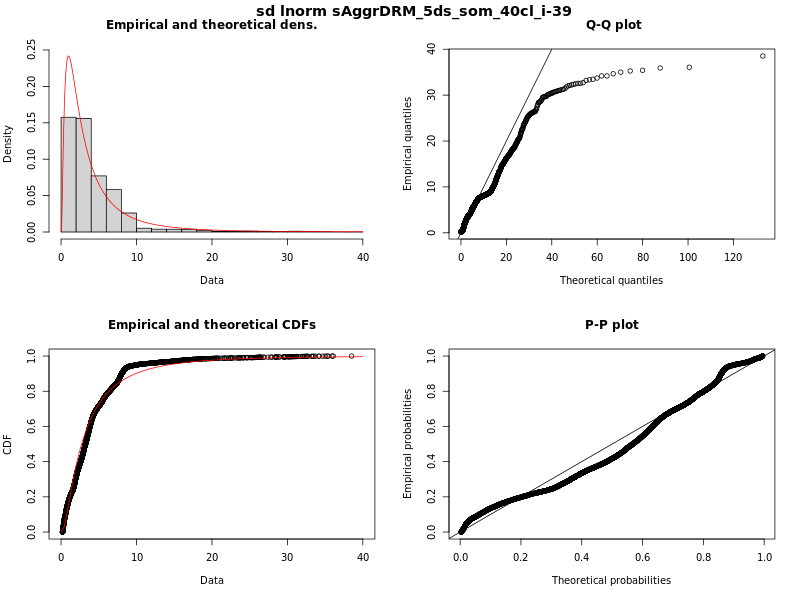 sd lnorm sAggrDRM_5ds_som_40cl_i-39
Empirical and theoretical dens.
Density
0.00 0.05 0.10 0.15 0.20 0.25
0 10 20 30 40
Data
Q-Q plot
Empirical quantiles
0 10 20 30 40
0 20 40 60 80 100 120
Theoretical quantiles
Empirical and theoretical CDFs
CDF
0.0 0.2 0.4 0.6 0.8 1.0
0 10 20 30 40
Data
P-P plot
Empirical probabilities
0.0 0.2 0.4 0.6 0.8 1.0
0.0 0.2 0.4 0.6 0.8 1.0
Theoretical probabilities